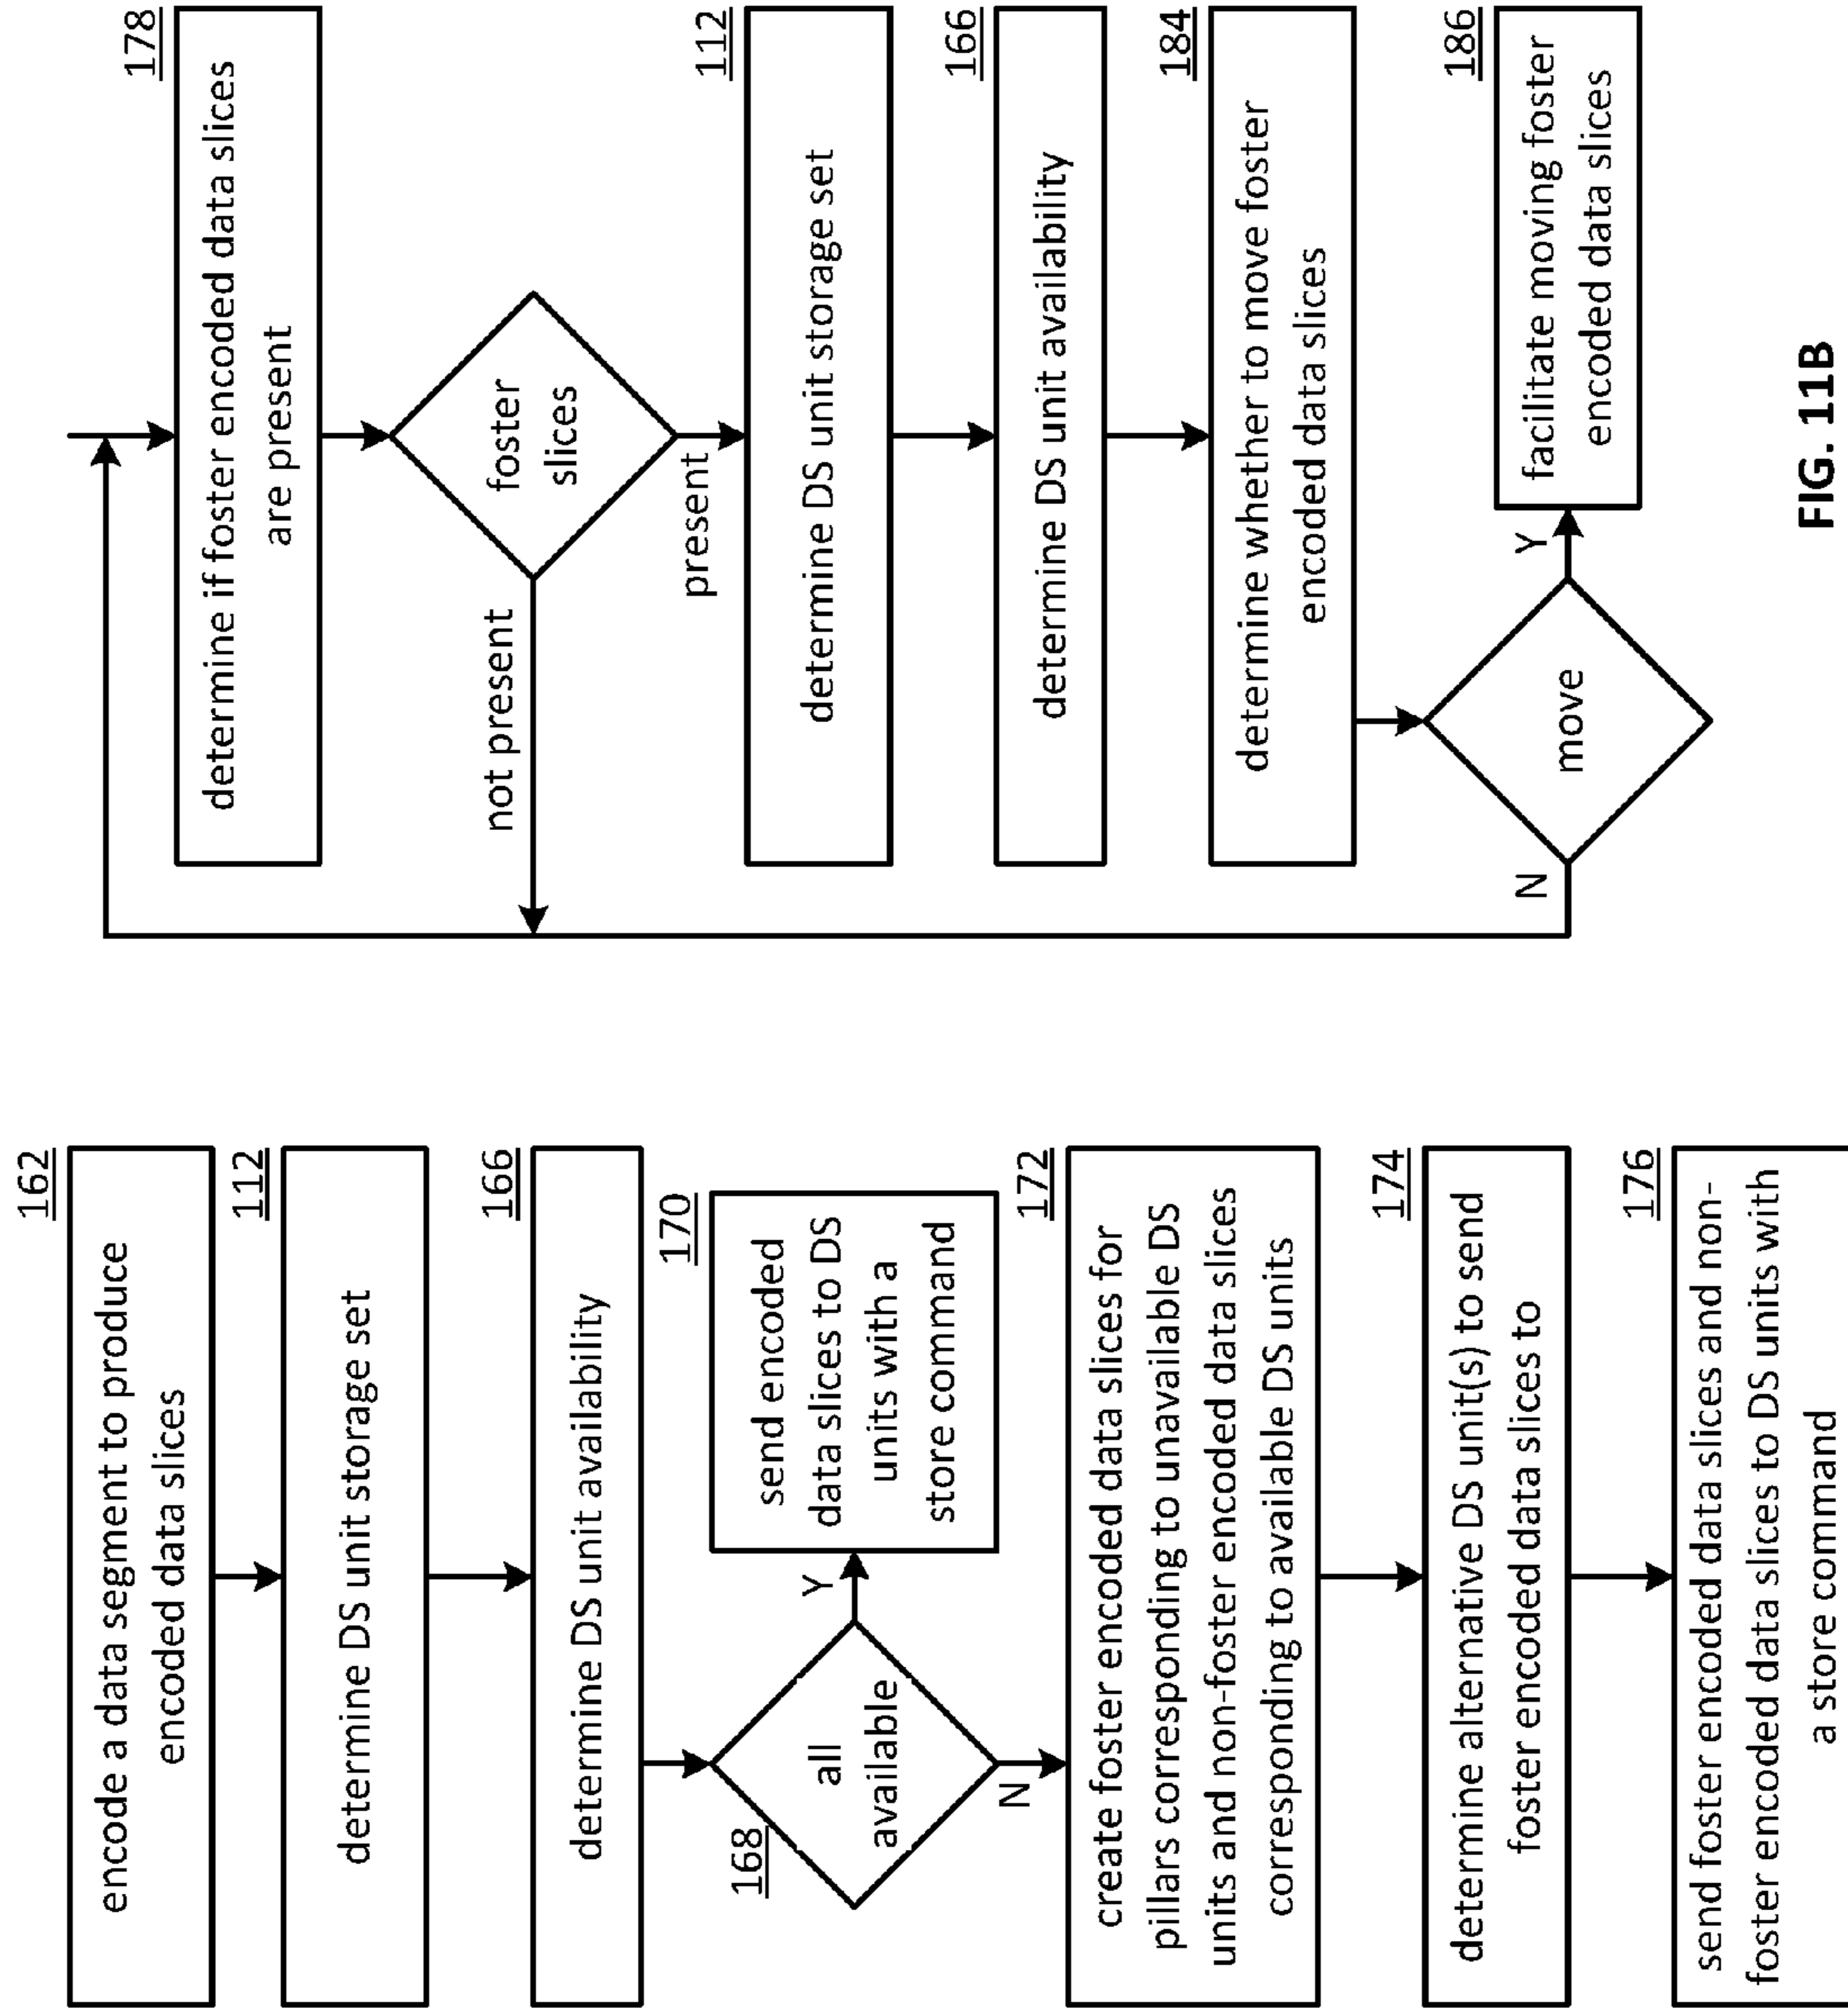 162
encode a data segment to produce
encoded data slices
112
determine DS unit storage set
166
determine DS unit availability
168
all
available
Y
N
170
send encoded
data slices to DS
units with a
store command
172
create foster encoded data slices for
pillars corresponding to unavailable DS
units and non-foster encoded data slices
corresponding to available DS units
174
determine alternative DS unit(s) to send
foster encoded data slices to
176
send foster encoded data slices and non-
foster encoded data slices to DS units with
a store command
178
determine if foster encoded data slices
are present
foster
slices
not present
present
112
determine DS unit storage set
166
determine DS unit availability
184
determine whether to move foster
encoded data slices
move
N
Y
186
facilitate moving foster
encoded data slices
FIG. 11B